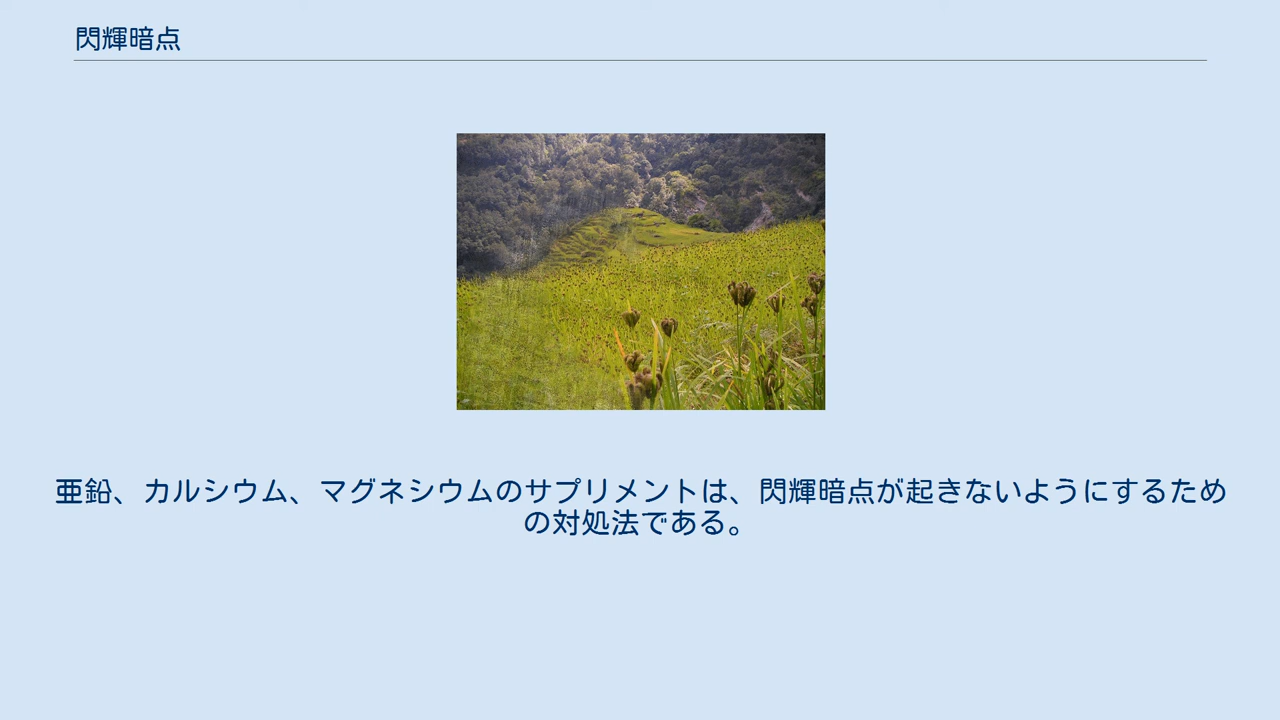 閃輝暗点
亜鉛、カルシウム、マグネシウムのサプリメントは、閃輝暗点が起きないようにするため
の対処法である。